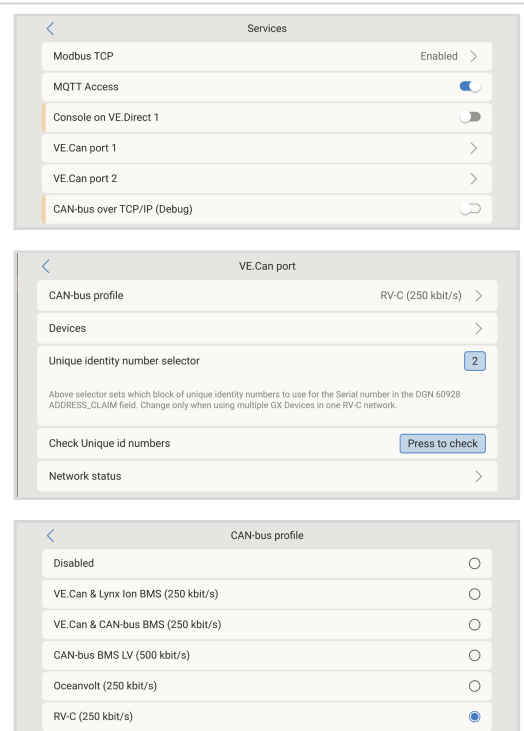 Services
Modbus TCP Enabled
MQTT Access
Console on VE.Direct 1
VE.Can port 1
VE.Can port 2
CAN-bus over TCP/IP (Debug)
VE.Can port
CAN-bus profile RV-C (250 kbit/s)
Devices
Unique identity number selector 2
Above selector sets which block of unique identity numbers to use for the Serial number in the DGN 60928
ADDRESS_CLAIM field. Change only when using multiple GX Devices in one RV-C network.
Check Unique id numbers Press to check
Network status
CAN-bus profile
Disabled
VE.Can & Lynx Ion BMS (250 kbit/s)
VE.Can & CAN-bus BMS (250 kbit/s)
CAN-bus BMS LV (500 kbit/s)
Oceanvolt (250 kbit/s)
RV-C (250 kbit/s)